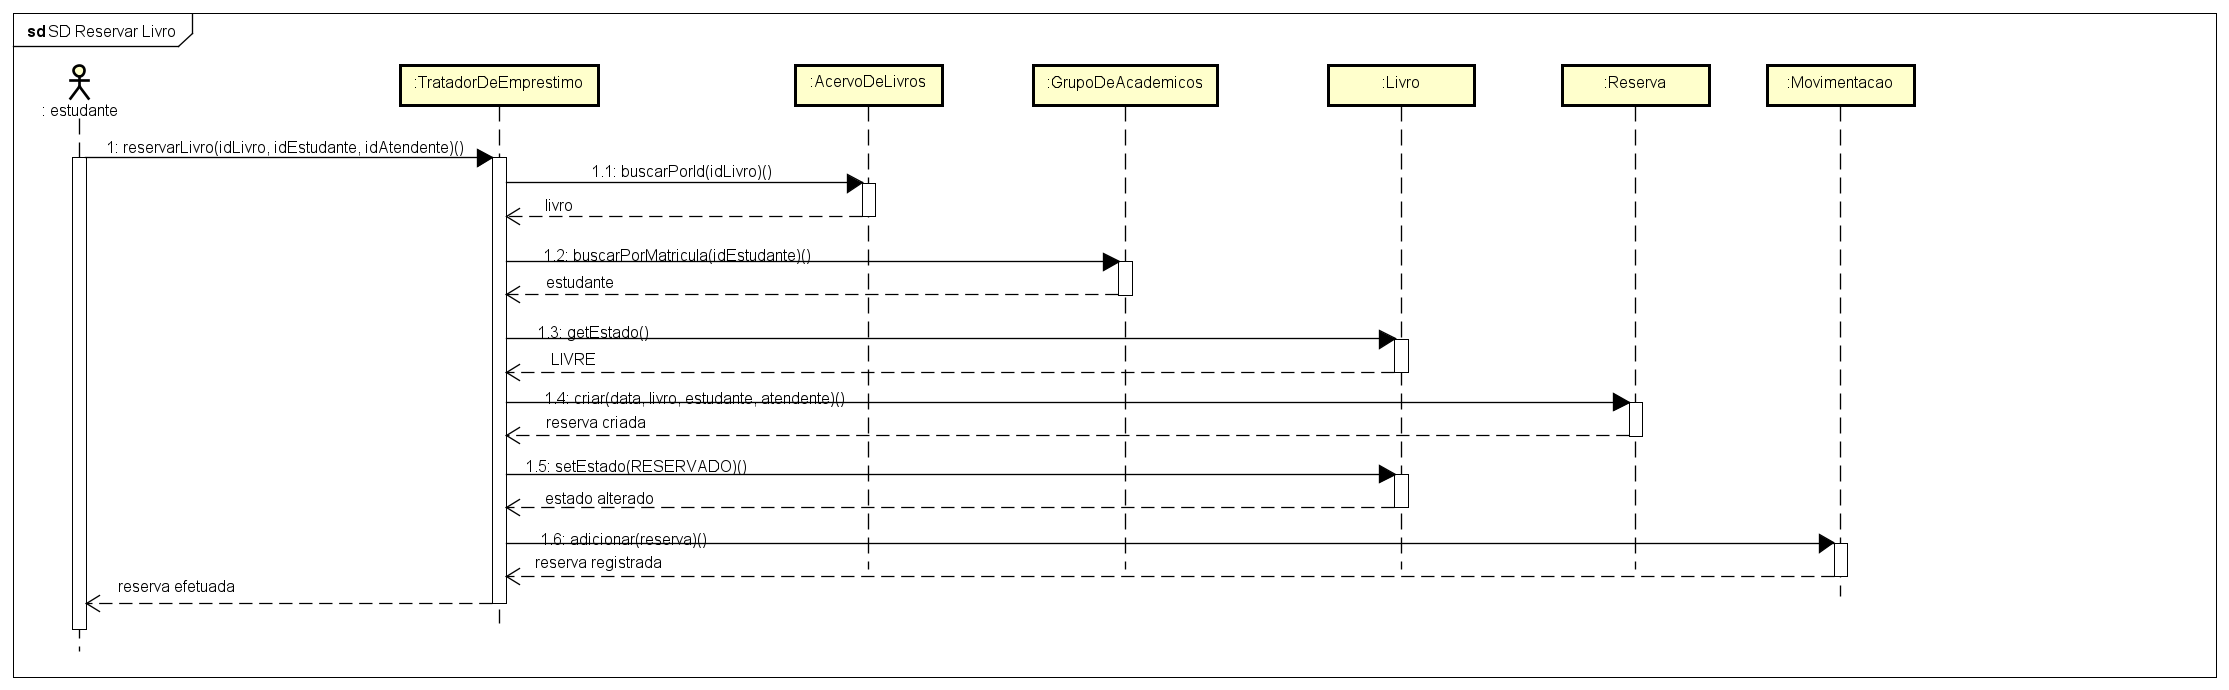 sd SD Reservar Livro
: estudante
:TratadorDeEmprestimo
:AcervoDeLivros
:GrupoDeAcademicos
:Livro
:Reserva
:Movimentacao
1: reservarLivro(idLivro, idEstudante, idAtendente)()
1.1: buscarPorId(idLivro)()
livro
1.2: buscarPorMatricula(idEstudante)()
estudante
1.3: getEstado()
LIVRE
1.4: criar(data, livro, estudante, atendente)()
reserva criada
1.5: setEstado(RESERVADO)()
estado alterado
1.6: adicionar(reserva)()
reserva registrada
reserva efetuada